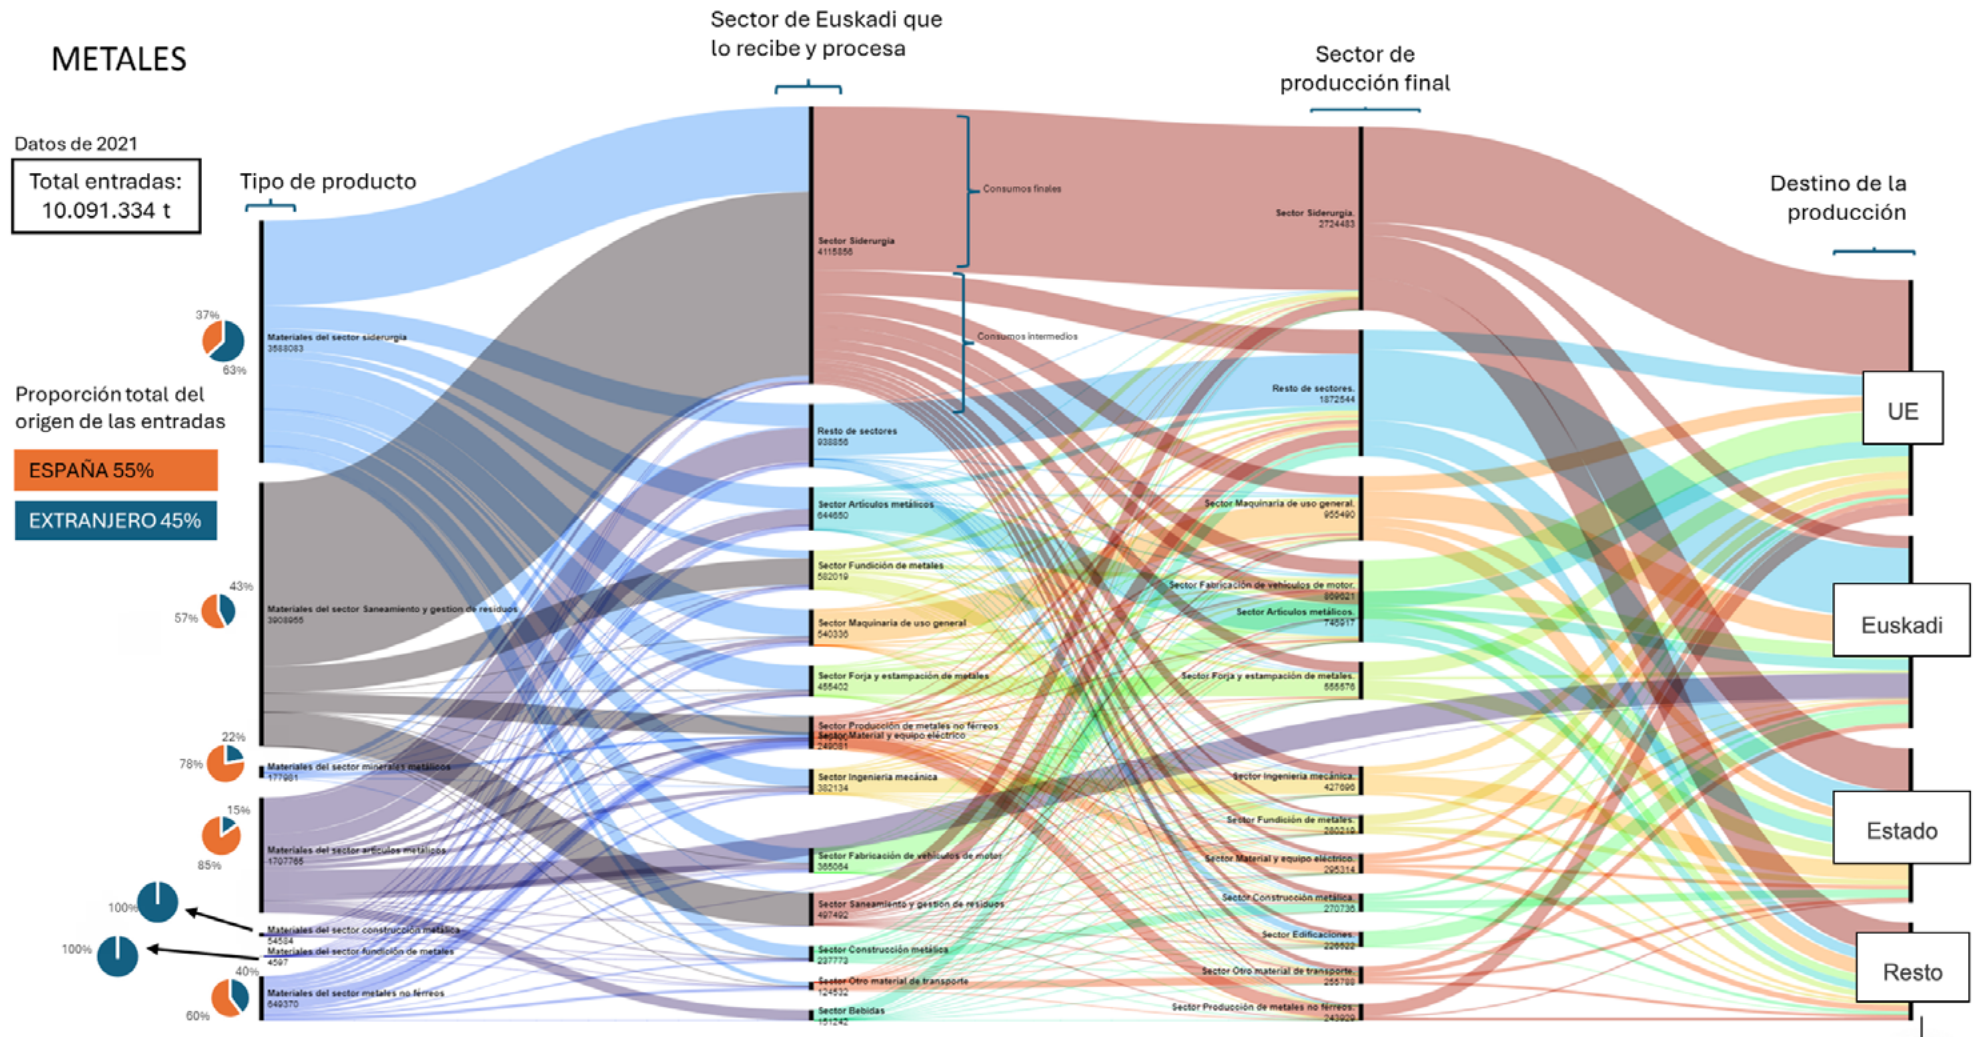 METALES
Datos de 2021
Total entradas:
10.091.334 t
Proporción total del
origen de las entradas
ESPAÑA 55%
EXTRANJERO 45%
Tipo de producto
37%
63%
Materiales del sector siderurgia
3588083
43%
57%
Materiales del sector Saneamiento y gestion de residuos
3908955
22%
78%
Materiales del sector minerales metálicos
177981
15%
85%
Materiales del sector artículos metálicos
1707765
100%
Materiales del sector construcción metálica
54584
100%
Materiales del sector fundición de metales
4597
40%
60%
Materiales del sector metales no férreos
649370
Sector de Euskadi que
lo recibe y procesa
Consumos finales
Consumos intermedios
Sector Siderurgia
4115856
Resto de sectores
938856
Sector Artículos metálicos
644650
Sector Fundición de metales
582019
Sector Maquinaria de uso general
540336
Sector Forja y estampación de metales
455402
Sector Producción de metales no férreos
Sector Material y equipo eléctrico
249081
Sector Ingeniería mecánica
382134
Sector Fabricación de vehículos de motor
365064
Sector Saneamiento y gestión de residuos
497492
Sector Construcción metálica
237773
Sector Otro material de transporte
124532
Sector Bebidas
151242
Sector de
producción final
Sector Siderurgia.
2724483
Resto de sectores.
1872544
Sector Maquinaria de uso general.
955490
Sector Fabricación de vehículos de motor.
869621
Sector Artículos metálicos.
746917
Sector Forja y estampación de metales.
555576
Sector Ingeniería mecánica.
427696
Sector Fundición de metales.
280219
Sector Material y equipo eléctrico.
295314
Sector Construcción metálica.
270736
Sector Edificaciones.
Sector Otro material de transporte.
255788
Sector Producción de metales no férreos.
243929
Destino de la
producción
UE
Euskadi
Estado
Resto